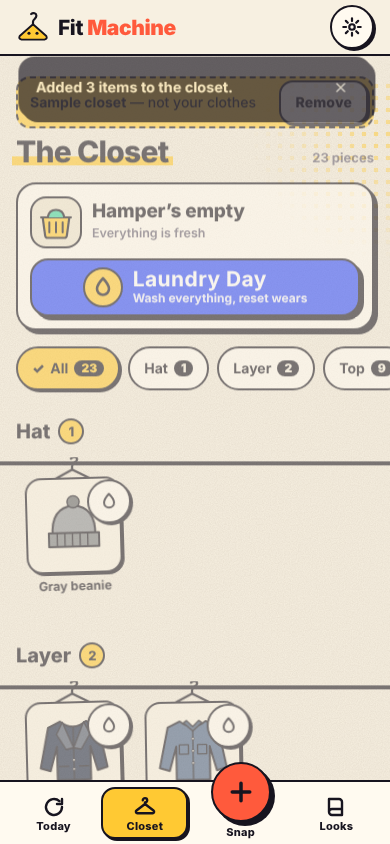 Fit Machine
Added 3 items to the closet.
Sample closet — not your clothes
Remove
The Closet
23 pieces
Hamper’s empty
Everything is fresh
Laundry Day
Wash everything, reset wears
All 23
Hat 1
Layer 2
Top 9
Hat 1
Gray beanie
Layer 2
Today
Closet
Snap
Looks